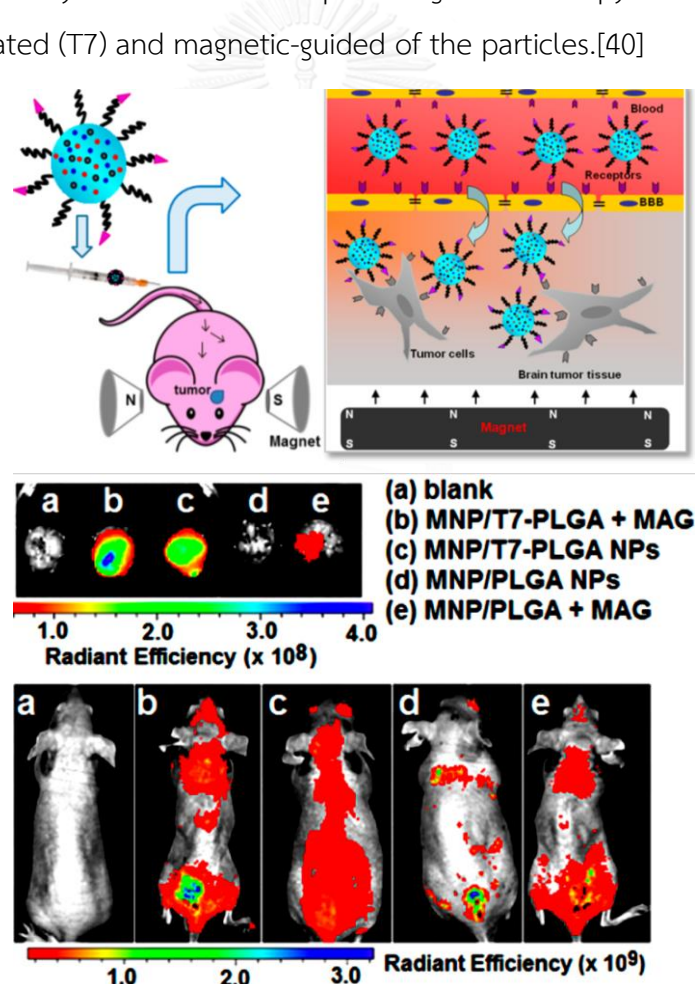 ated (T7) and magnetic-guided of the particles.[40]
Blood
Receptors
BBB
Tumor cells
Brain tumor tissue
N S
tumor
Magnet
N N N N
Magnet
S S S S
a b c d e
(a) blank
(b) MNP/T7-PLGA + MAG
(c) MNP/T7-PLGA NPs
(d) MNP/PLGA NPs
(e) MNP/PLGA + MAG
1.0 2.0 3.0 4.0
Radiant Efficiency (x 10⁸)
a b c d e
1.0 2.0 3.0
Radiant Efficiency (x 10⁹)